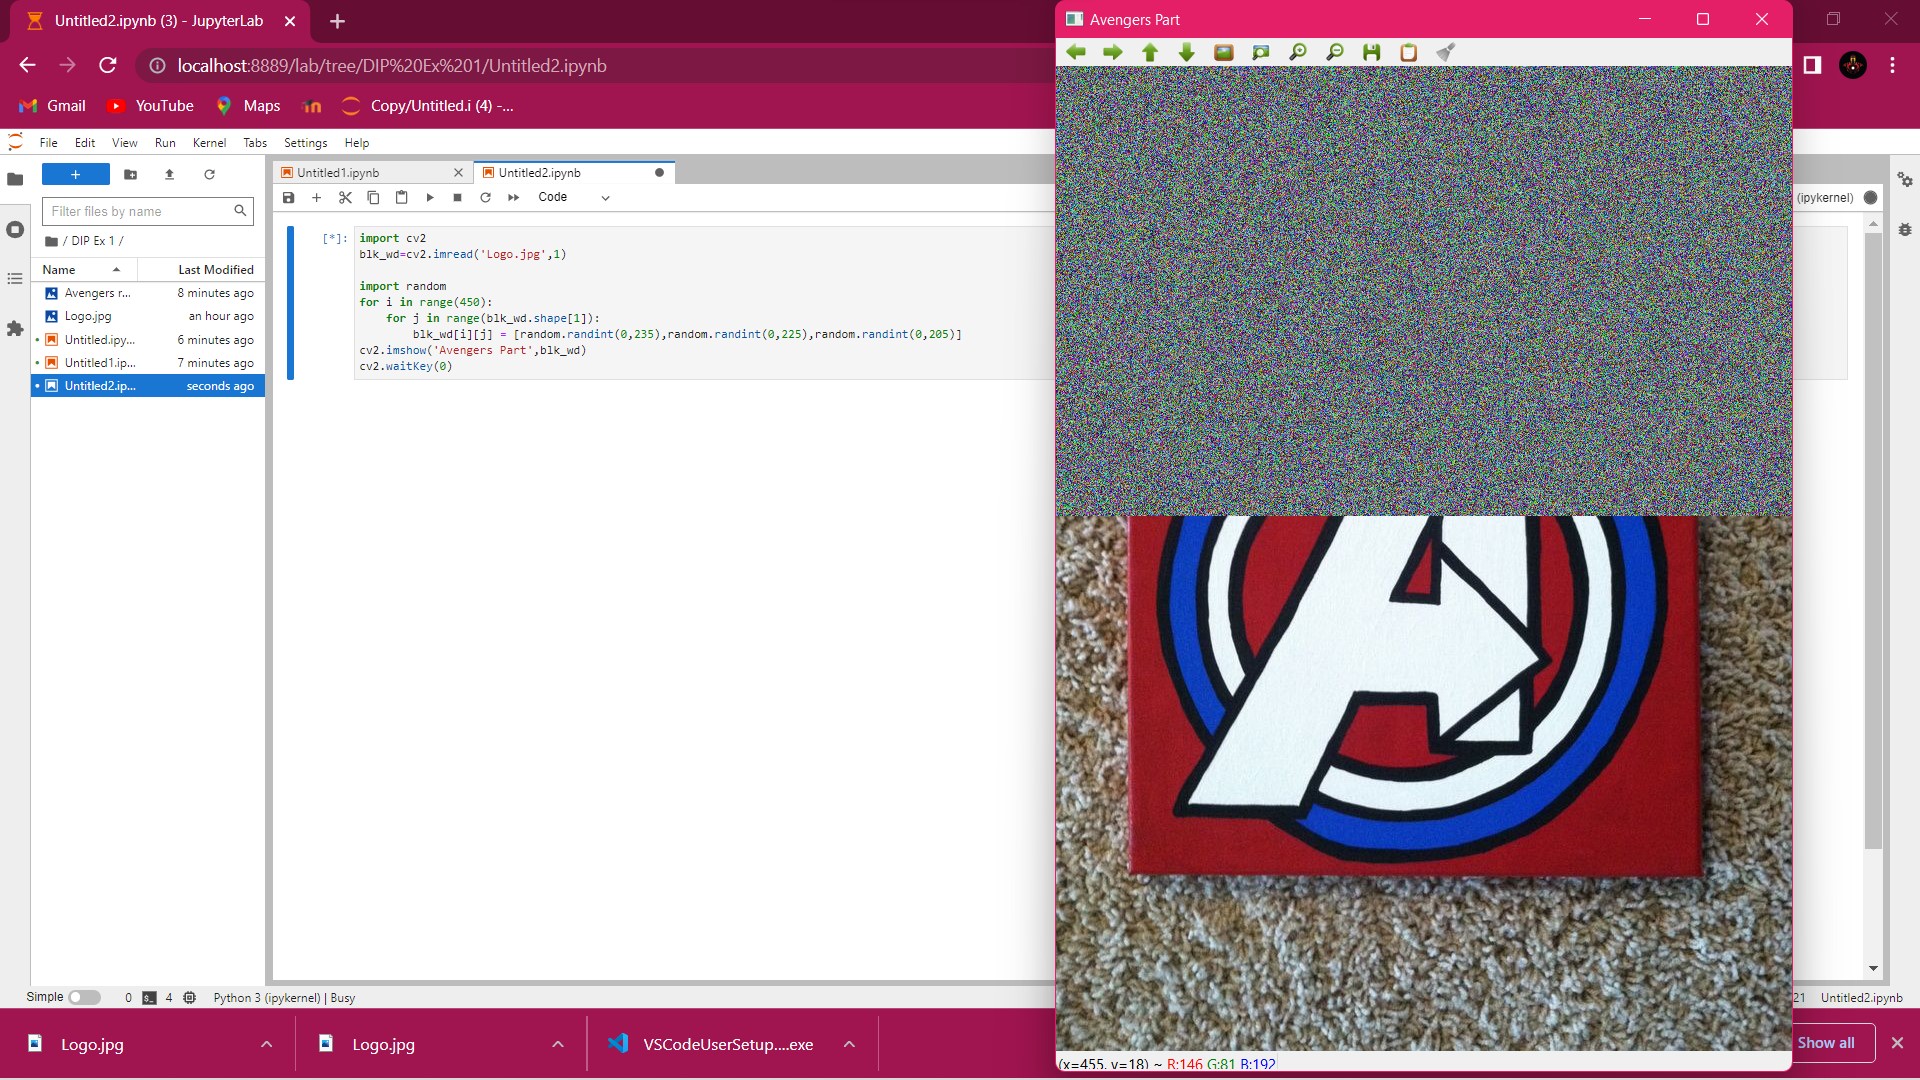 Untitled2.ipynb (3) - JupyterLab
Avengers Part
localhost:8889/lab/tree/DIP%20Ex%201/Untitled2.ipynb
Gmail YouTube Maps Copy/Untitled.i (4) -...
File Edit View Run Kernel Tabs Settings Help
Untitled1.ipynb Untitled2.ipynb
Code
(ipykernel)
Filter files by name
/ DIP Ex 1 /
Name Last Modified
Avengers r... 8 minutes ago
Logo.jpg an hour ago
Untitled.ipy... 6 minutes ago
Untitled1.ip... 7 minutes ago
Untitled2.ip... seconds ago
[*]: import cv2
blk_wd=cv2.imread('Logo.jpg',1)
import random
for i in range(450):
for j in range(blk_wd.shape[1]):
blk_wd[i][j] = [random.randint(0,235),random.randint(0,225),random.randint(0,205)]
cv2.imshow('Avengers Part',blk_wd)
cv2.waitKey(0)
Simple 0 $_ 4 Python 3 (ipykernel) | Busy
21 Untitled2.ipynb
Logo.jpg Logo.jpg VSCodeUserSetup....exe
Show all
(x=455, y=18) ~ R:146 G:81 B:192